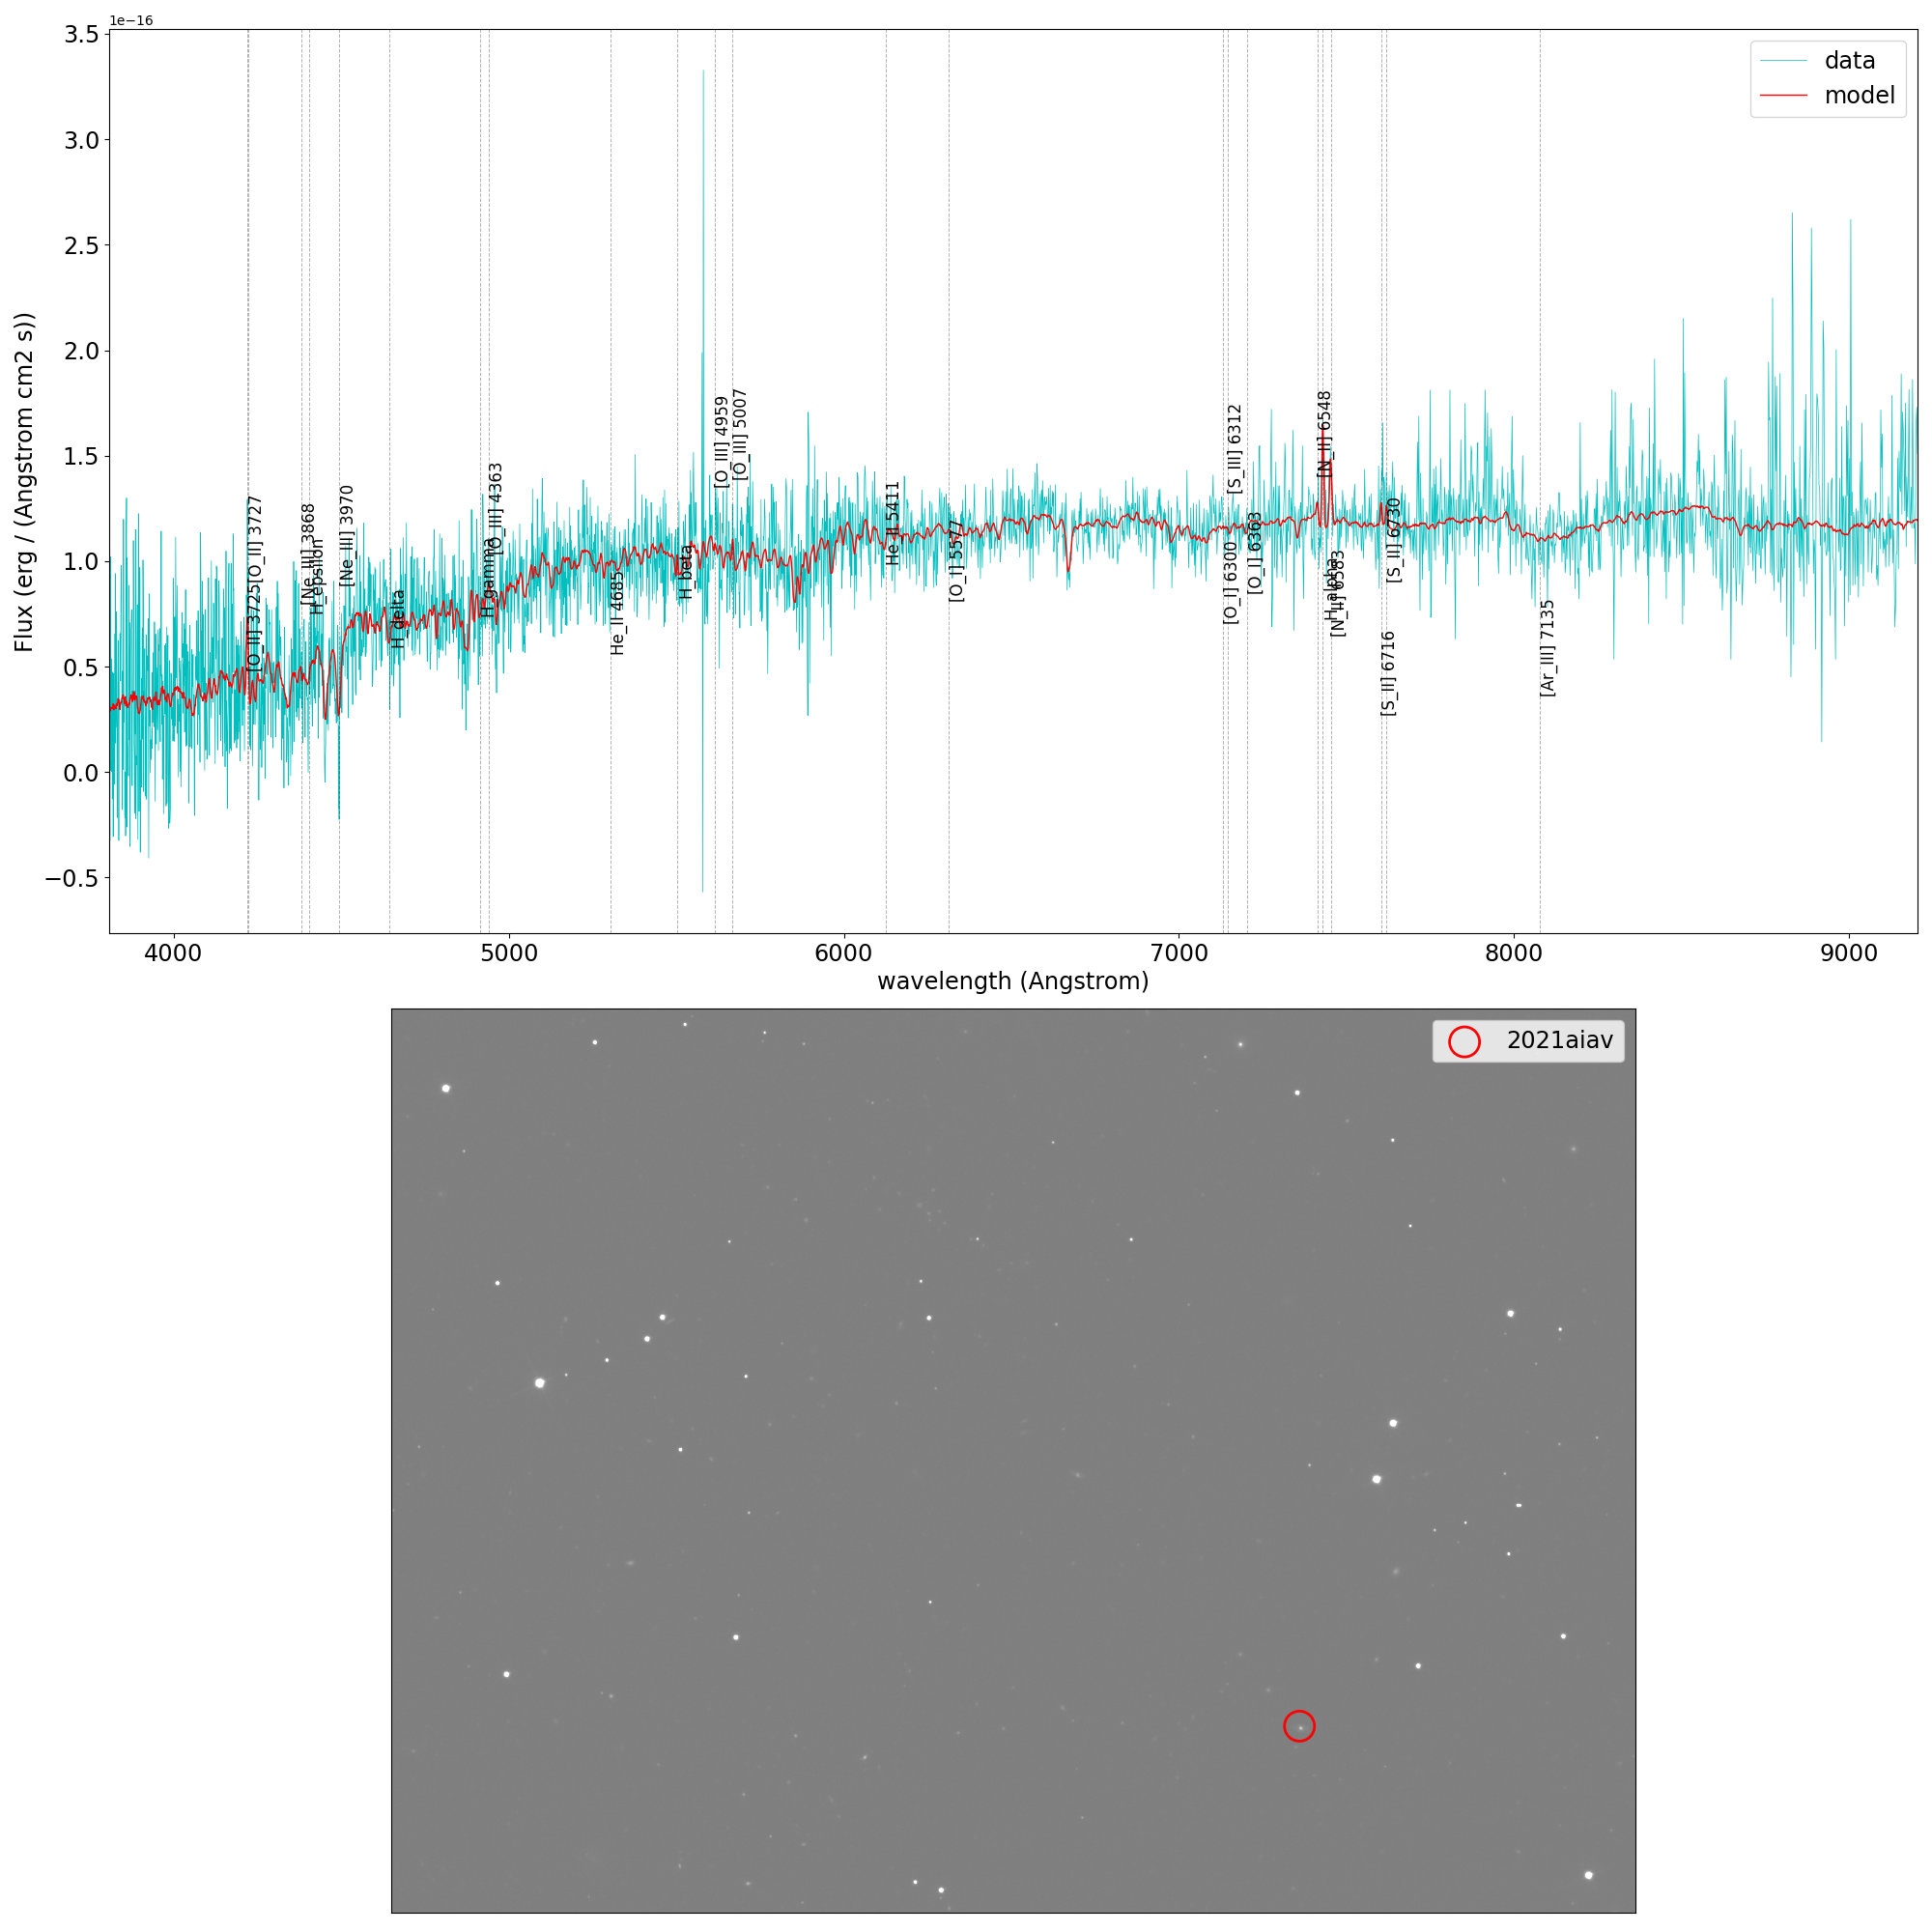 1e−16
3.5
3.0
2.5
2.0
1.5
1.0
0.5
0.0
−0.5
Flux (erg / (Angstrom cm2 s))
data
model
[O_II] 3725
[O_II] 3727
[Ne_III] 3868
H_epsilon
[Ne_III] 3970
H_delta
H_gamma
[O_III] 4363
He_II 4685
H_beta
[O_III] 4959
[O_III] 5007
He_II 5411
[O_I] 5577
[O_I] 6300
[S_III] 6312
[O_I] 6363
[N_II] 6548
H_alpha
[N_II] 6583
[S_II] 6716
[S_II] 6730
[Ar_III] 7135
4000 5000 6000 7000 8000 9000
wavelength (Angstrom)
2021aiav